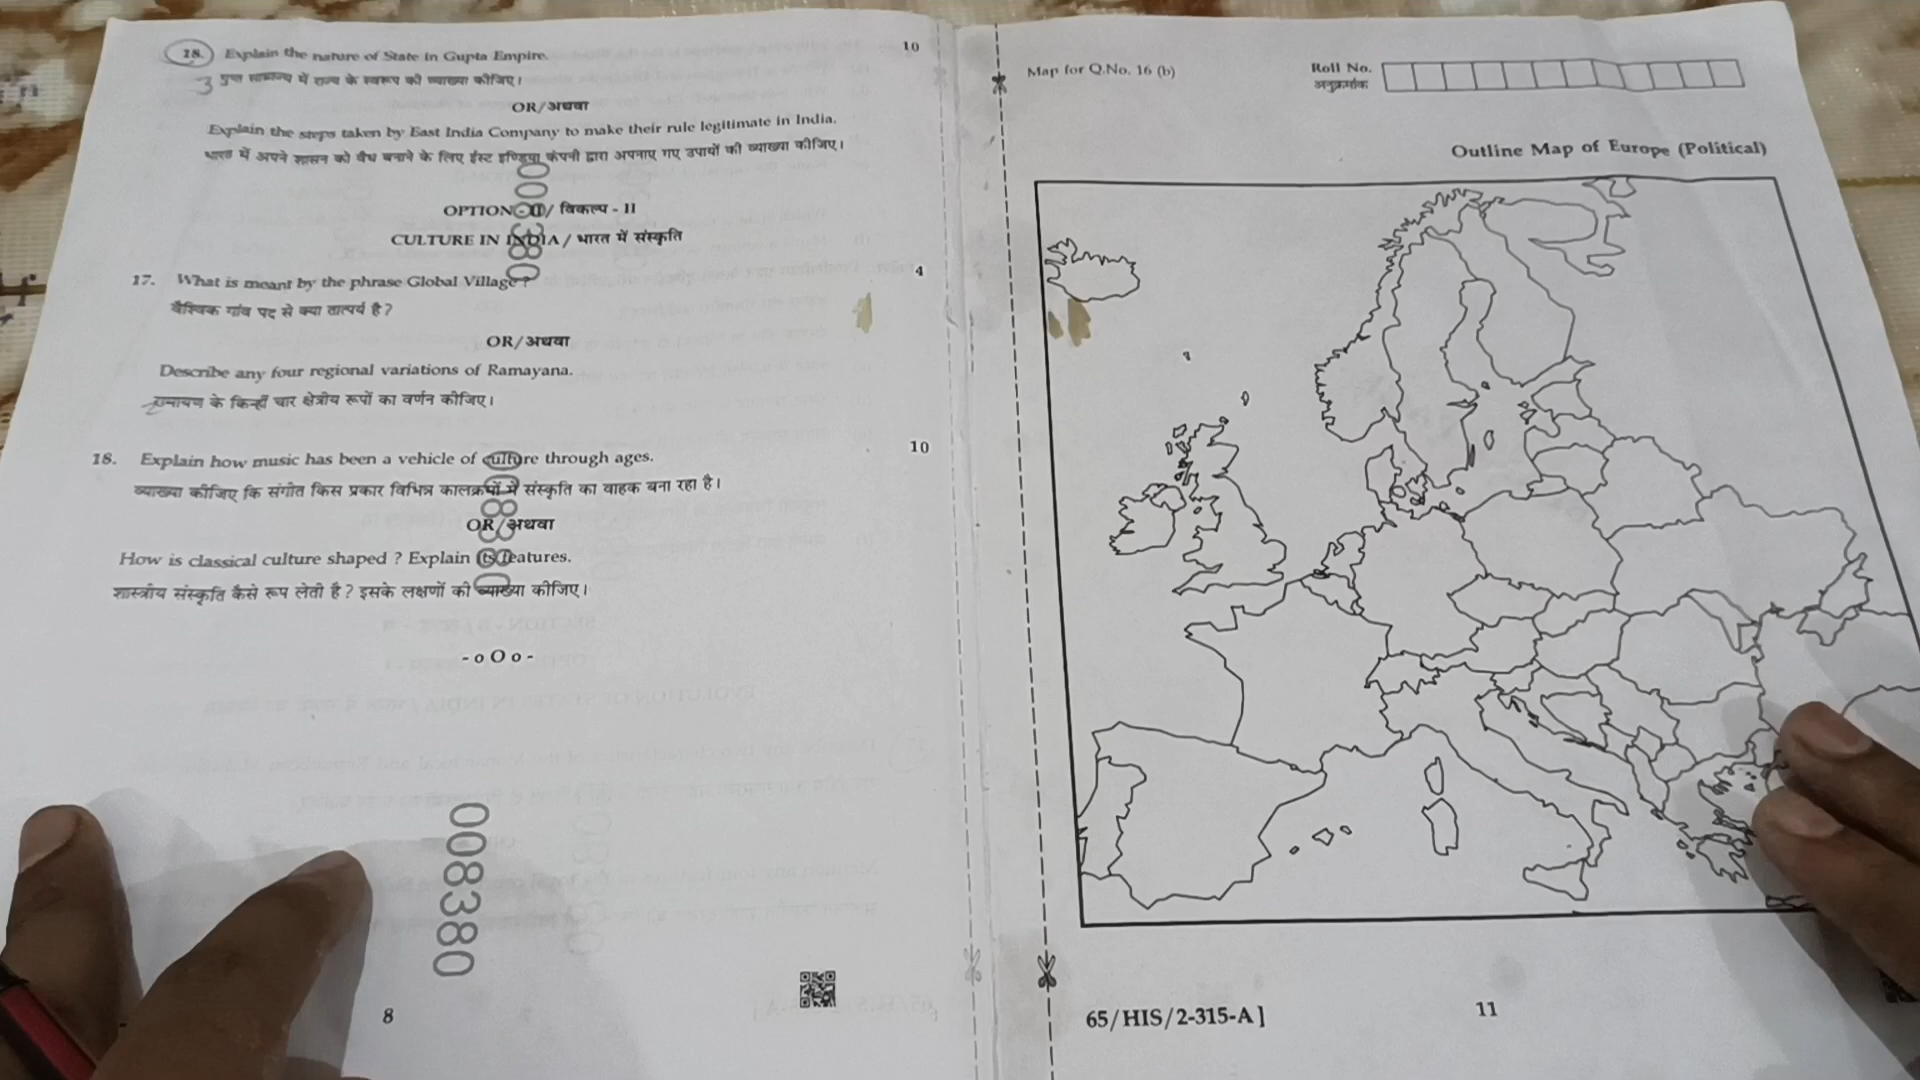 18. Explain the nature of State in Gupta Empire. 10
गुप्त साम्राज्य में राज्य के स्वरूप की व्याख्या कीजिए।
OR/अथवा
Explain the steps taken by East India Company to make their rule legitimate in India.
भारत में अपने शासन को वैध बनाने के लिए ईस्ट इण्डिया कंपनी द्वारा अपनाए गए उपायों की व्याख्या कीजिए।
OPTION - II / विकल्प - II
CULTURE IN INDIA / भारत में संस्कृति
17. What is meant by the phrase Global Village ? 4
वैश्विक गांव पद से क्या तात्पर्य है ?
OR/अथवा
Describe any four regional variations of Ramayana.
रामायण के किन्हीं चार क्षेत्रीय रूपों का वर्णन कीजिए।
18. Explain how music has been a vehicle of culture through ages. 10
व्याख्या कीजिए कि संगीत किस प्रकार विभिन्न कालक्रमों में संस्कृति का वाहक बना रहा है।
OR/अथवा
How is classical culture shaped ? Explain its features.
शास्त्रीय संस्कृति कैसे रूप लेती है ? इसके लक्षणों की व्याख्या कीजिए।
- o O o -
008380
008380
008380
8
Map for Q.No. 16 (b)
Roll No.
अनुक्रमांक
Outline Map of Europe (Political)
65/HIS/2-315-A]
11